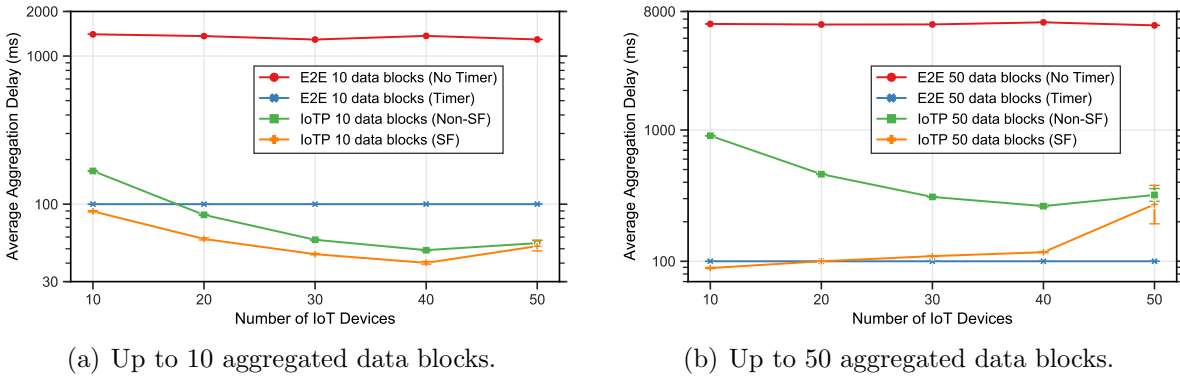 2000
1000
100
30
Average Aggregation Delay (ms)
E2E 10 data blocks (No Timer)
E2E 10 data blocks (Timer)
IoTP 10 data blocks (Non-SF)
IoTP 10 data blocks (SF)
10 20 30 40 50
Number of IoT Devices
(a) Up to 10 aggregated data blocks.
8000
1000
100
Average Aggregation Delay (ms)
E2E 50 data blocks (No Timer)
E2E 50 data blocks (Timer)
IoTP 50 data blocks (Non-SF)
IoTP 50 data blocks (SF)
10 20 30 40 50
Number of IoT Devices
(b) Up to 50 aggregated data blocks.